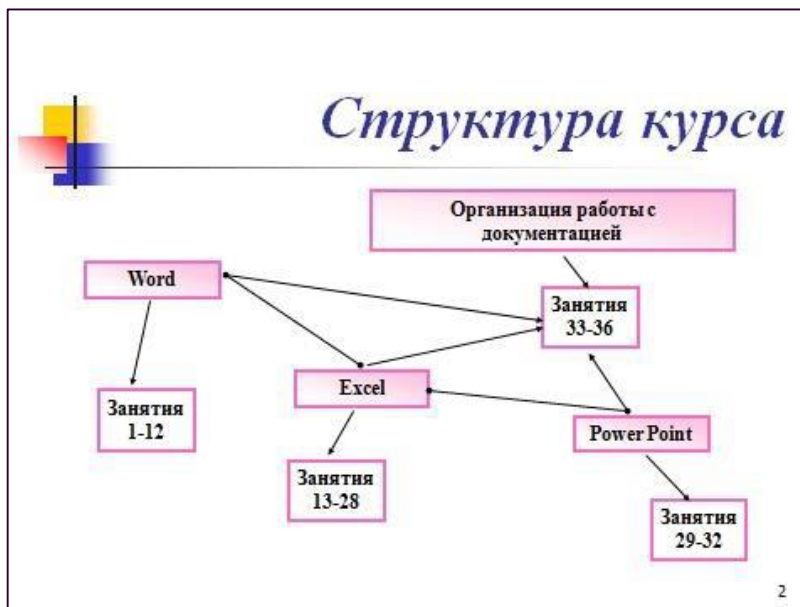 Структура курса
Организация работы с
документацией
Word
Занятия
33-36
Excel
Занятия
1-12
Power Point
Занятия
13-28
Занятия
29-32
2